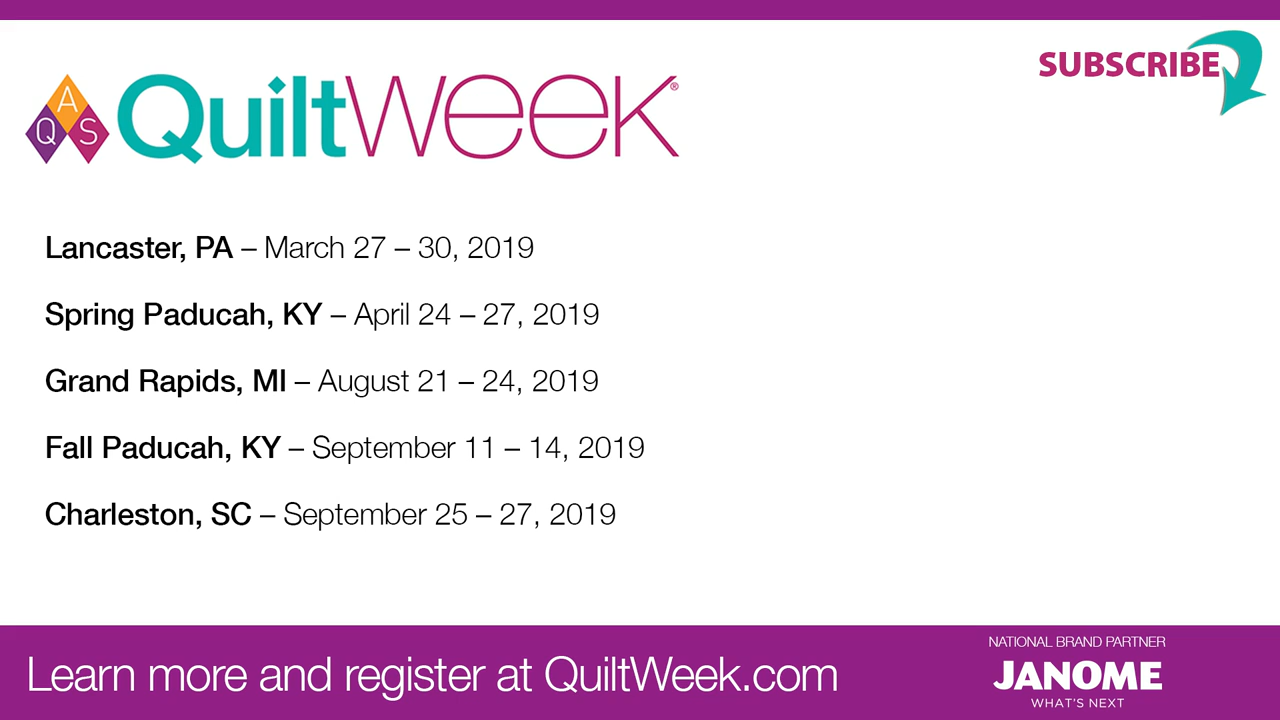 SUBSCRIBE
A
Q S
QuiltWeek®
Lancaster, PA – March 27 – 30, 2019
Spring Paducah, KY – April 24 – 27, 2019
Grand Rapids, MI – August 21 – 24, 2019
Fall Paducah, KY – September 11 – 14, 2019
Charleston, SC – September 25 – 27, 2019
Learn more and register at QuiltWeek.com
NATIONAL BRAND PARTNER
JANOME
WHAT'S NEXT